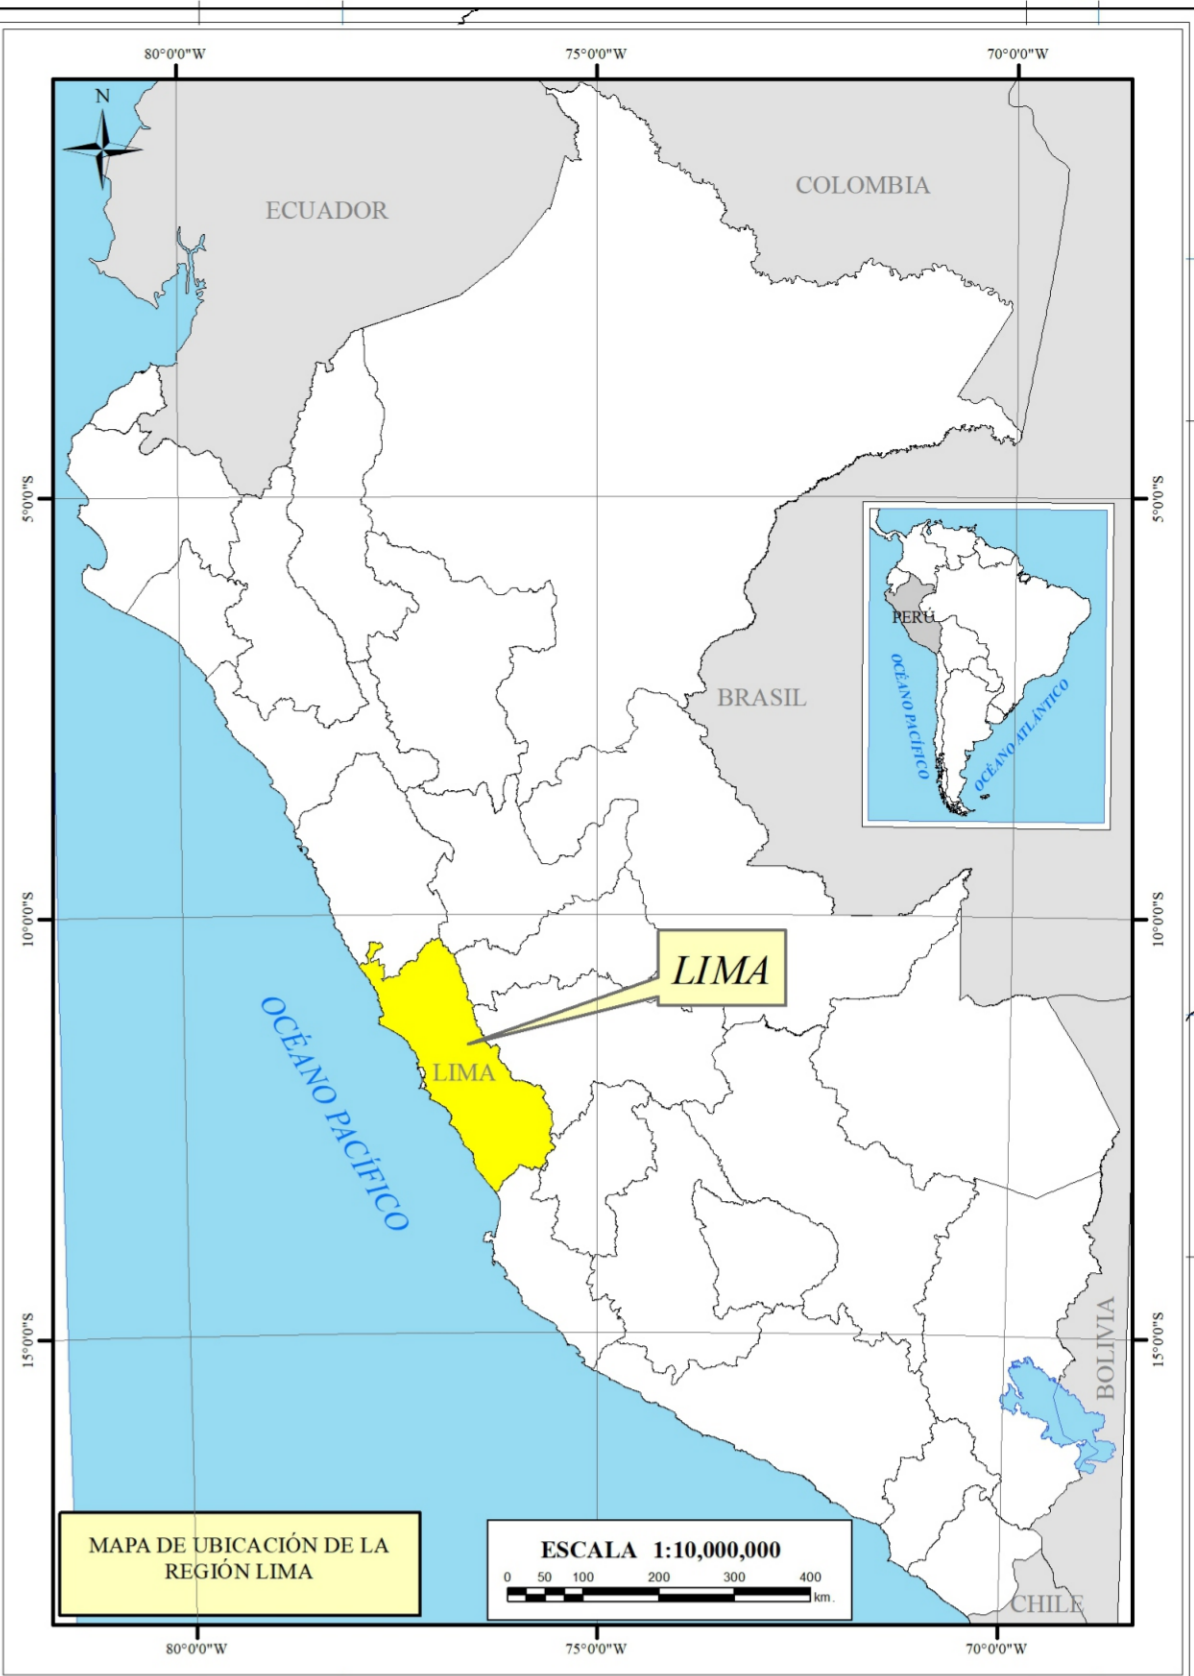 80°0'0"W 75°0'0"W 70°0'0"W
N
COLOMBIA
ECUADOR
5°0'0"S 5°0'0"S
PERÚ
OCÉANO PACÍFICO
OCÉANO ATLÁNTICO
BRASIL
10°0'0"S 10°0'0"S
LIMA
LIMA
OCÉANO PACÍFICO
15°0'0"S 15°0'0"S
BOLIVIA
MAPA DE UBICACIÓN DE LA
REGIÓN LIMA
ESCALA 1:10,000,000
0 50 100 200 300 400
km.
CHILE
80°0'0"W 75°0'0"W 70°0'0"W